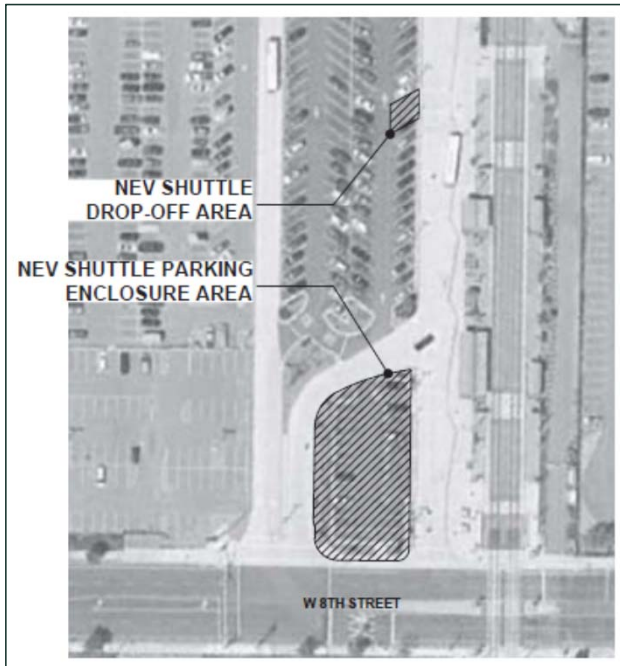 NEV SHUTTLE
DROP-OFF AREA
NEV SHUTTLE PARKING
ENCLOSURE AREA
W 8TH STREET